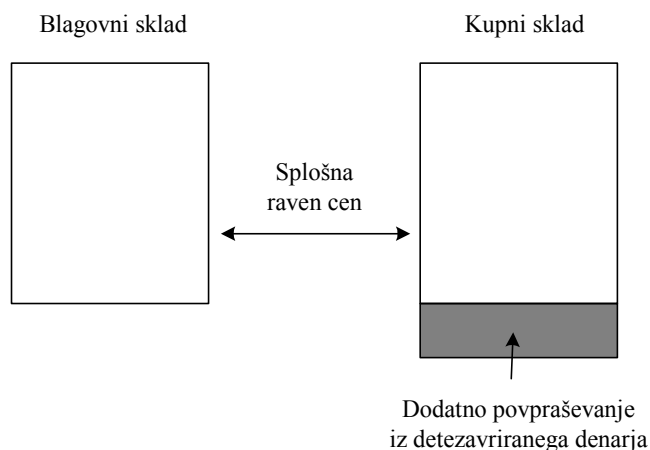 Blagovni sklad
Kupni sklad
Splošna
raven cen
Dodatno povpraševanje
iz detezavriranega denarja